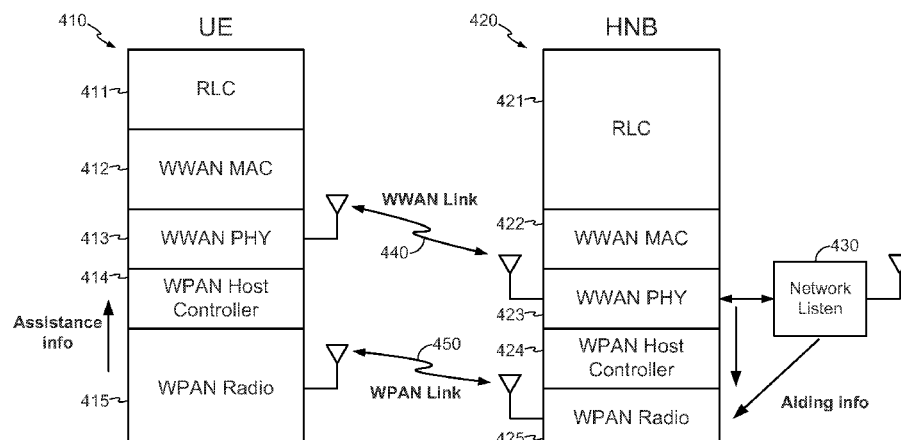 410
UE
420
HNB
411
RLC
421
RLC
412
WWAN MAC
WWAN Link
422
WWAN MAC
430
413
WWAN PHY
440
414
WPAN Host
Controller
WWAN PHY
423
Network
Listen
Assistance
info
450
424
WPAN Host
Controller
415
WPAN Radio
WPAN Link
Aiding info
WPAN Radio
425